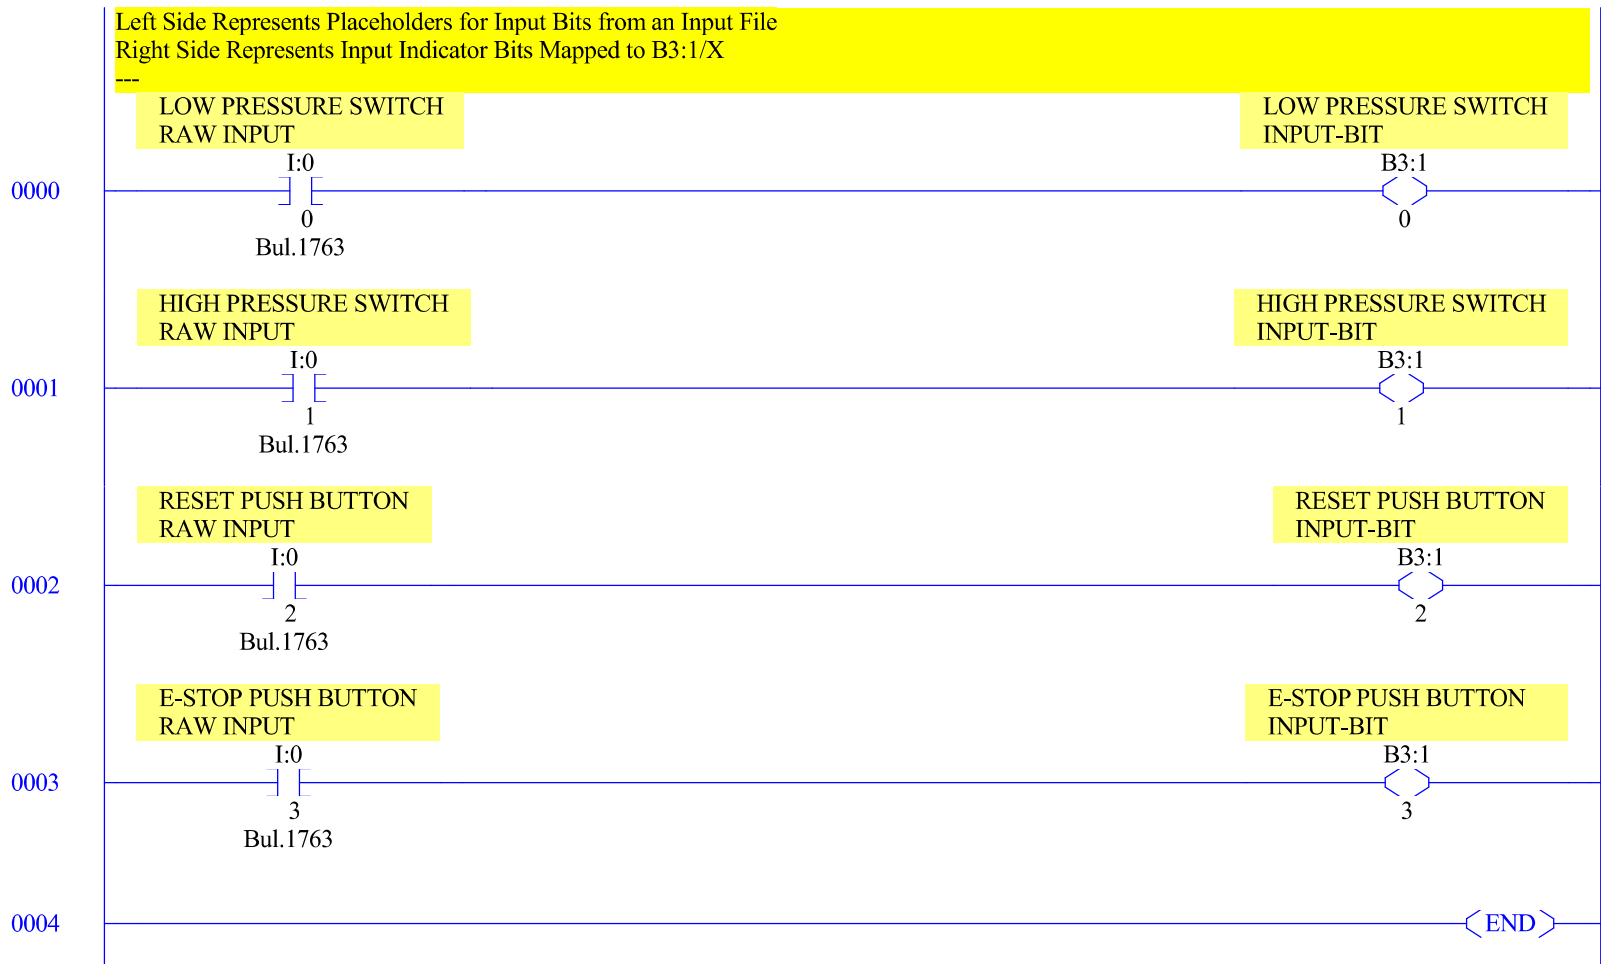 Left Side Represents Placeholders for Input Bits from an Input File
Right Side Represents Input Indicator Bits Mapped to B3:1/X
---
LOW PRESSURE SWITCH
RAW INPUT
I:0
0
Bul.1763
LOW PRESSURE SWITCH
INPUT-BIT
B3:1
0
0000
HIGH PRESSURE SWITCH
RAW INPUT
I:0
1
Bul.1763
HIGH PRESSURE SWITCH
INPUT-BIT
B3:1
1
0001
RESET PUSH BUTTON
RAW INPUT
I:0
2
Bul.1763
RESET PUSH BUTTON
INPUT-BIT
B3:1
2
0002
E-STOP PUSH BUTTON
RAW INPUT
I:0
3
Bul.1763
E-STOP PUSH BUTTON
INPUT-BIT
B3:1
3
0003
0004
END